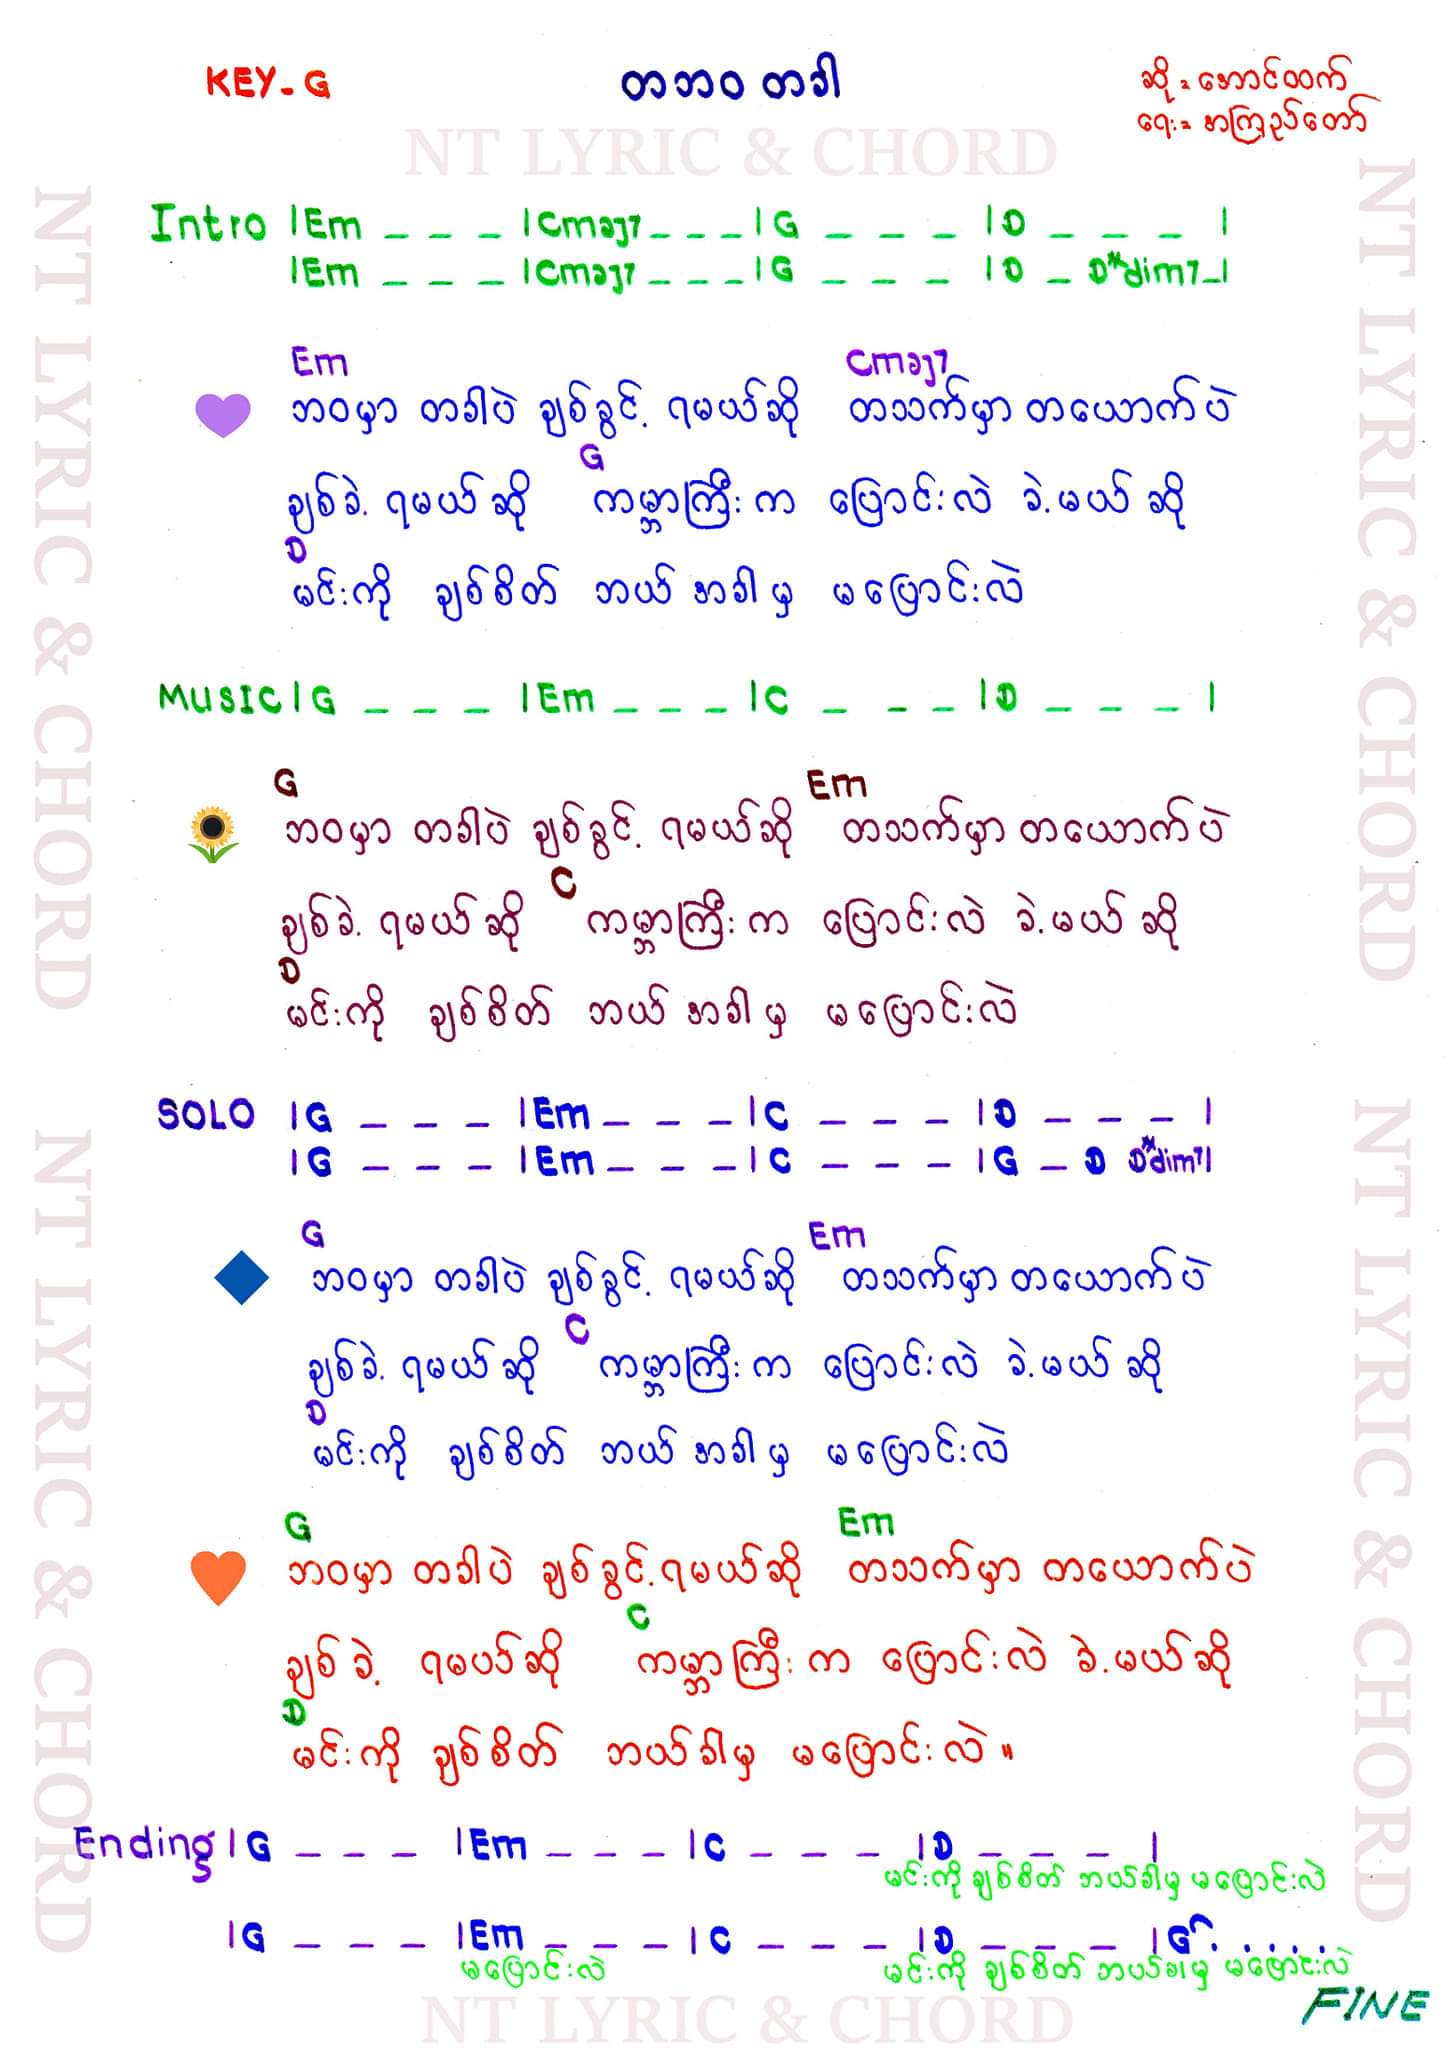 KEY - G
တဘဝ တခါ
ဆို = အောင်ထက်
ရေး = အကြည်တော်
NT LYRIC & CHORD
Intro |Em _ _ _ |Cmaj7 _ _ _ |G _ _ _ |D _ _ _ |
|Em _ _ _ |Cmaj7 _ _ _ |G _ _ _ |D _ D#dim7 _ |
Em Cmaj7
ဘဝမှာ တခါပဲ ချစ်ခွင့် ရမယ်ဆို တသက်မှာ တယောက်ပဲ
G
ချစ်ခဲ့ ရမယ် ဆို ကမ္ဘာကြီး က ပြောင်းလဲ ခဲ့မယ် ဆို
D
မင်းကို ချစ်စိတ် ဘယ် အခါ မှ မပြောင်းလဲ
MUSIC |G _ _ _ |Em _ _ _ |C _ _ _ |D _ _ _ |
G Em
ဘဝမှာ တခါပဲ ချစ်ခွင့် ရမယ်ဆို တသက်မှာ တယောက်ပဲ
C
ချစ်ခဲ့ ရမယ် ဆို ကမ္ဘာကြီး က ပြောင်းလဲ ခဲ့မယ် ဆို
D
မင်းကို ချစ်စိတ် ဘယ် အခါ မှ မပြောင်းလဲ
SOLO |G _ _ _ |Em _ _ _ |C _ _ _ |D _ _ _ |
|G _ _ _ |Em _ _ _ |C _ _ _ |G _ D D#dim7|
G Em
ဘဝမှာ တခါပဲ ချစ်ခွင့် ရမယ်ဆို တသက်မှာ တယောက်ပဲ
C
ချစ်ခဲ့ ရမယ် ဆို ကမ္ဘာကြီး က ပြောင်းလဲ ခဲ့မယ် ဆို
D
မင်းကို ချစ်စိတ် ဘယ် အခါ မှ မပြောင်းလဲ
G Em
ဘဝမှာ တခါပဲ ချစ်ခွင့် ရမယ်ဆို တသက်မှာ တယောက်ပဲ
C
ချစ် ခဲ့ ရမယ်ဆို ကမ္ဘာကြီး က ပြောင်းလဲ ခဲ့မယ် ဆို
D
မင်းကို ချစ်စိတ် ဘယ်ခါမှ မပြောင်းလဲ ။
Ending |G _ _ _ |Em _ _ _ |C _ _ _ |D _ _ _ |
မင်းကို ချစ်စိတ် ဘယ်ခါမှ မပြောင်းလဲ
|G _ _ _ |Em _ _ _ |C _ _ _ |D _ _ _ |G . . . . .
မပြောင်းလဲ မင်းကို ချစ်စိတ် ဘယ်ခါမှ မပြောင်းလဲ
FINE
NT LYRIC & CHORD
NT LYRIC & CHORD
NT LYRIC & CHORD
NT LYRIC & CHORD
NT LYRIC & CHORD